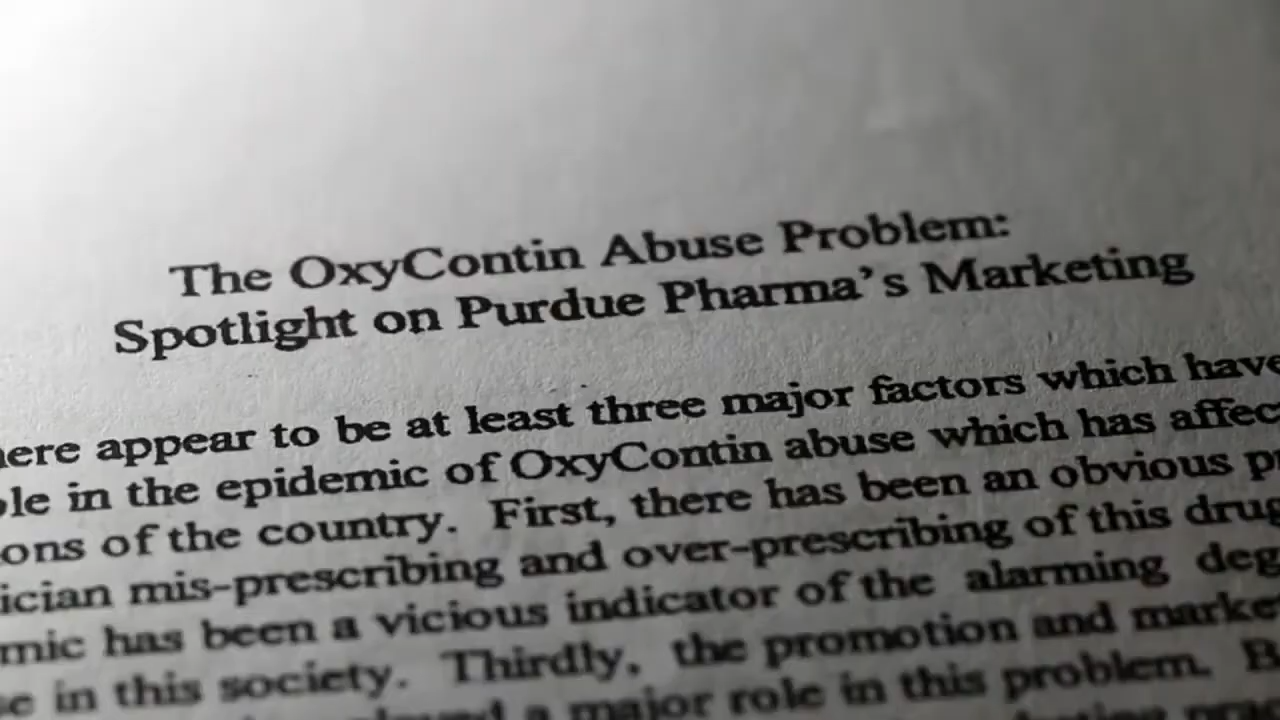 The OxyContin Abuse Problem:
Spotlight on Purdue Pharma's Marketing
here appear to be at least three major factors which have
ole in the epidemic of OxyContin abuse which has affec
ons of the country. First, there has been an obvious p
ician mis-prescribing and over-prescribing of this drug
mic has been a vicious indicator of the alarming deg
se in this society. Thirdly, the promotion and marke
a major role in this problem. B